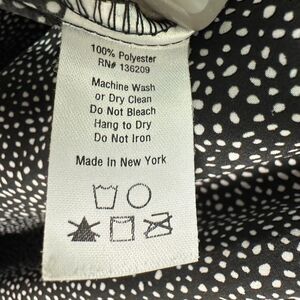 100% Polyester
RN# 136209
Machine Wash
or Dry Clean
Do Not Bleach
Hang to Dry
Do Not Iron
Made In New York